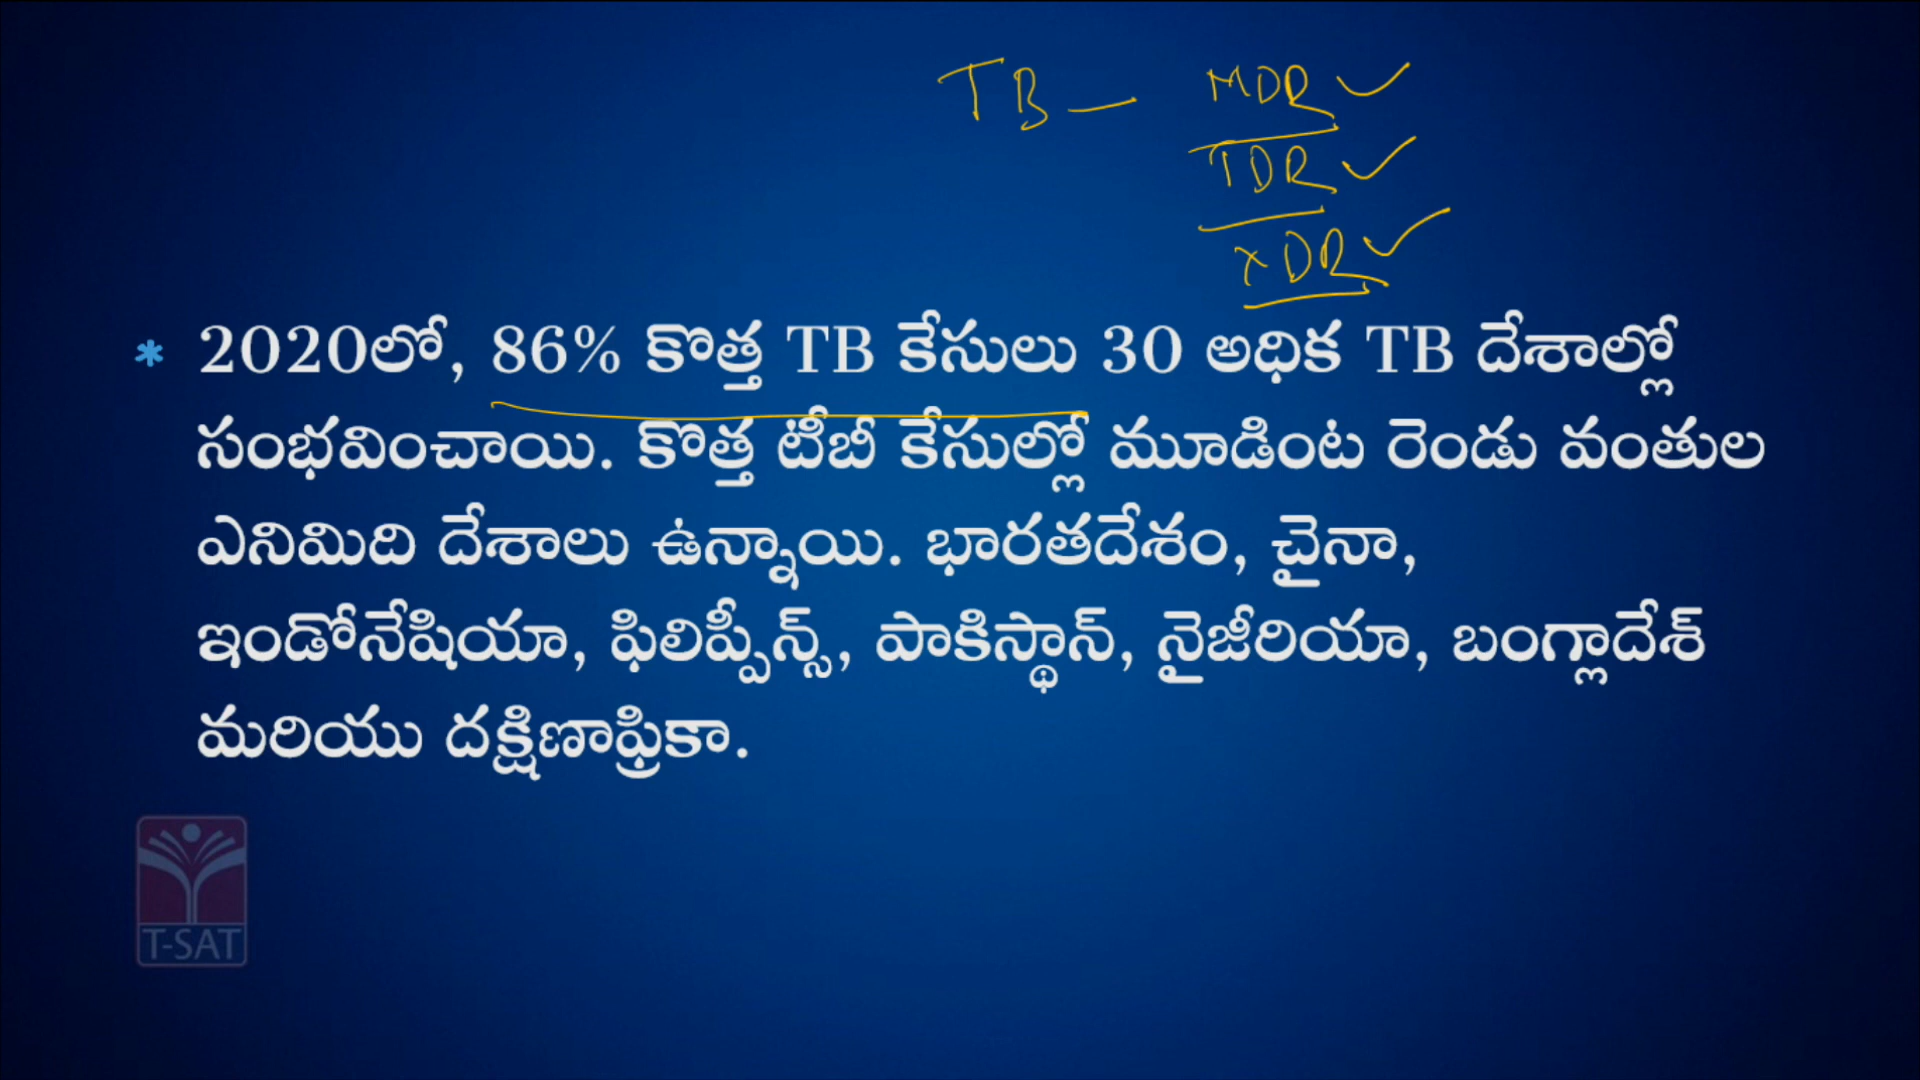 TB — MDR ✓
TDR ✓
XDR ✓
* 2020లో, 86% కొత్త TB కేసులు 30 అధిక TB దేశాల్లో
సంభవించాయి. కొత్త టీబీ కేసుల్లో మూడింట రెండు వంతుల
ఎనిమిది దేశాలు ఉన్నాయి. భారతదేశం, చైనా,
ఇండోనేషియా, ఫిలిప్పీన్స్, పాకిస్థాన్, నైజీరియా, బంగ్లాదేశ్
మరియు దక్షిణాఫ్రికా.
T-SAT